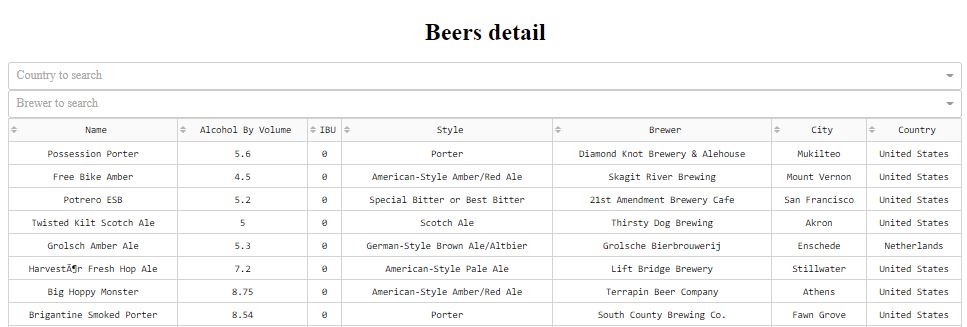 Beers detail
Country to search
Brewer to search
Name Alcohol By Volume IBU Style Brewer City Country
Possession Porter 5.6 0 Porter Diamond Knot Brewery & Alehouse Mukilteo United States
Free Bike Amber 4.5 0 American-Style Amber/Red Ale Skagit River Brewing Mount Vernon United States
Potrero ESB 5.2 0 Special Bitter or Best Bitter 21st Amendment Brewery Cafe San Francisco United States
Twisted Kilt Scotch Ale 5 0 Scotch Ale Thirsty Dog Brewing Akron United States
Grolsch Amber Ale 5.3 0 German-Style Brown Ale/Altbier Grolsche Bierbrouwerij Enschede Netherlands
HarvestÃ¶r Fresh Hop Ale 7.2 0 American-Style Pale Ale Lift Bridge Brewery Stillwater United States
Big Hoppy Monster 8.75 0 American-Style Amber/Red Ale Terrapin Beer Company Athens United States
Brigantine Smoked Porter 8.54 0 Porter South County Brewing Co. Fawn Grove United States